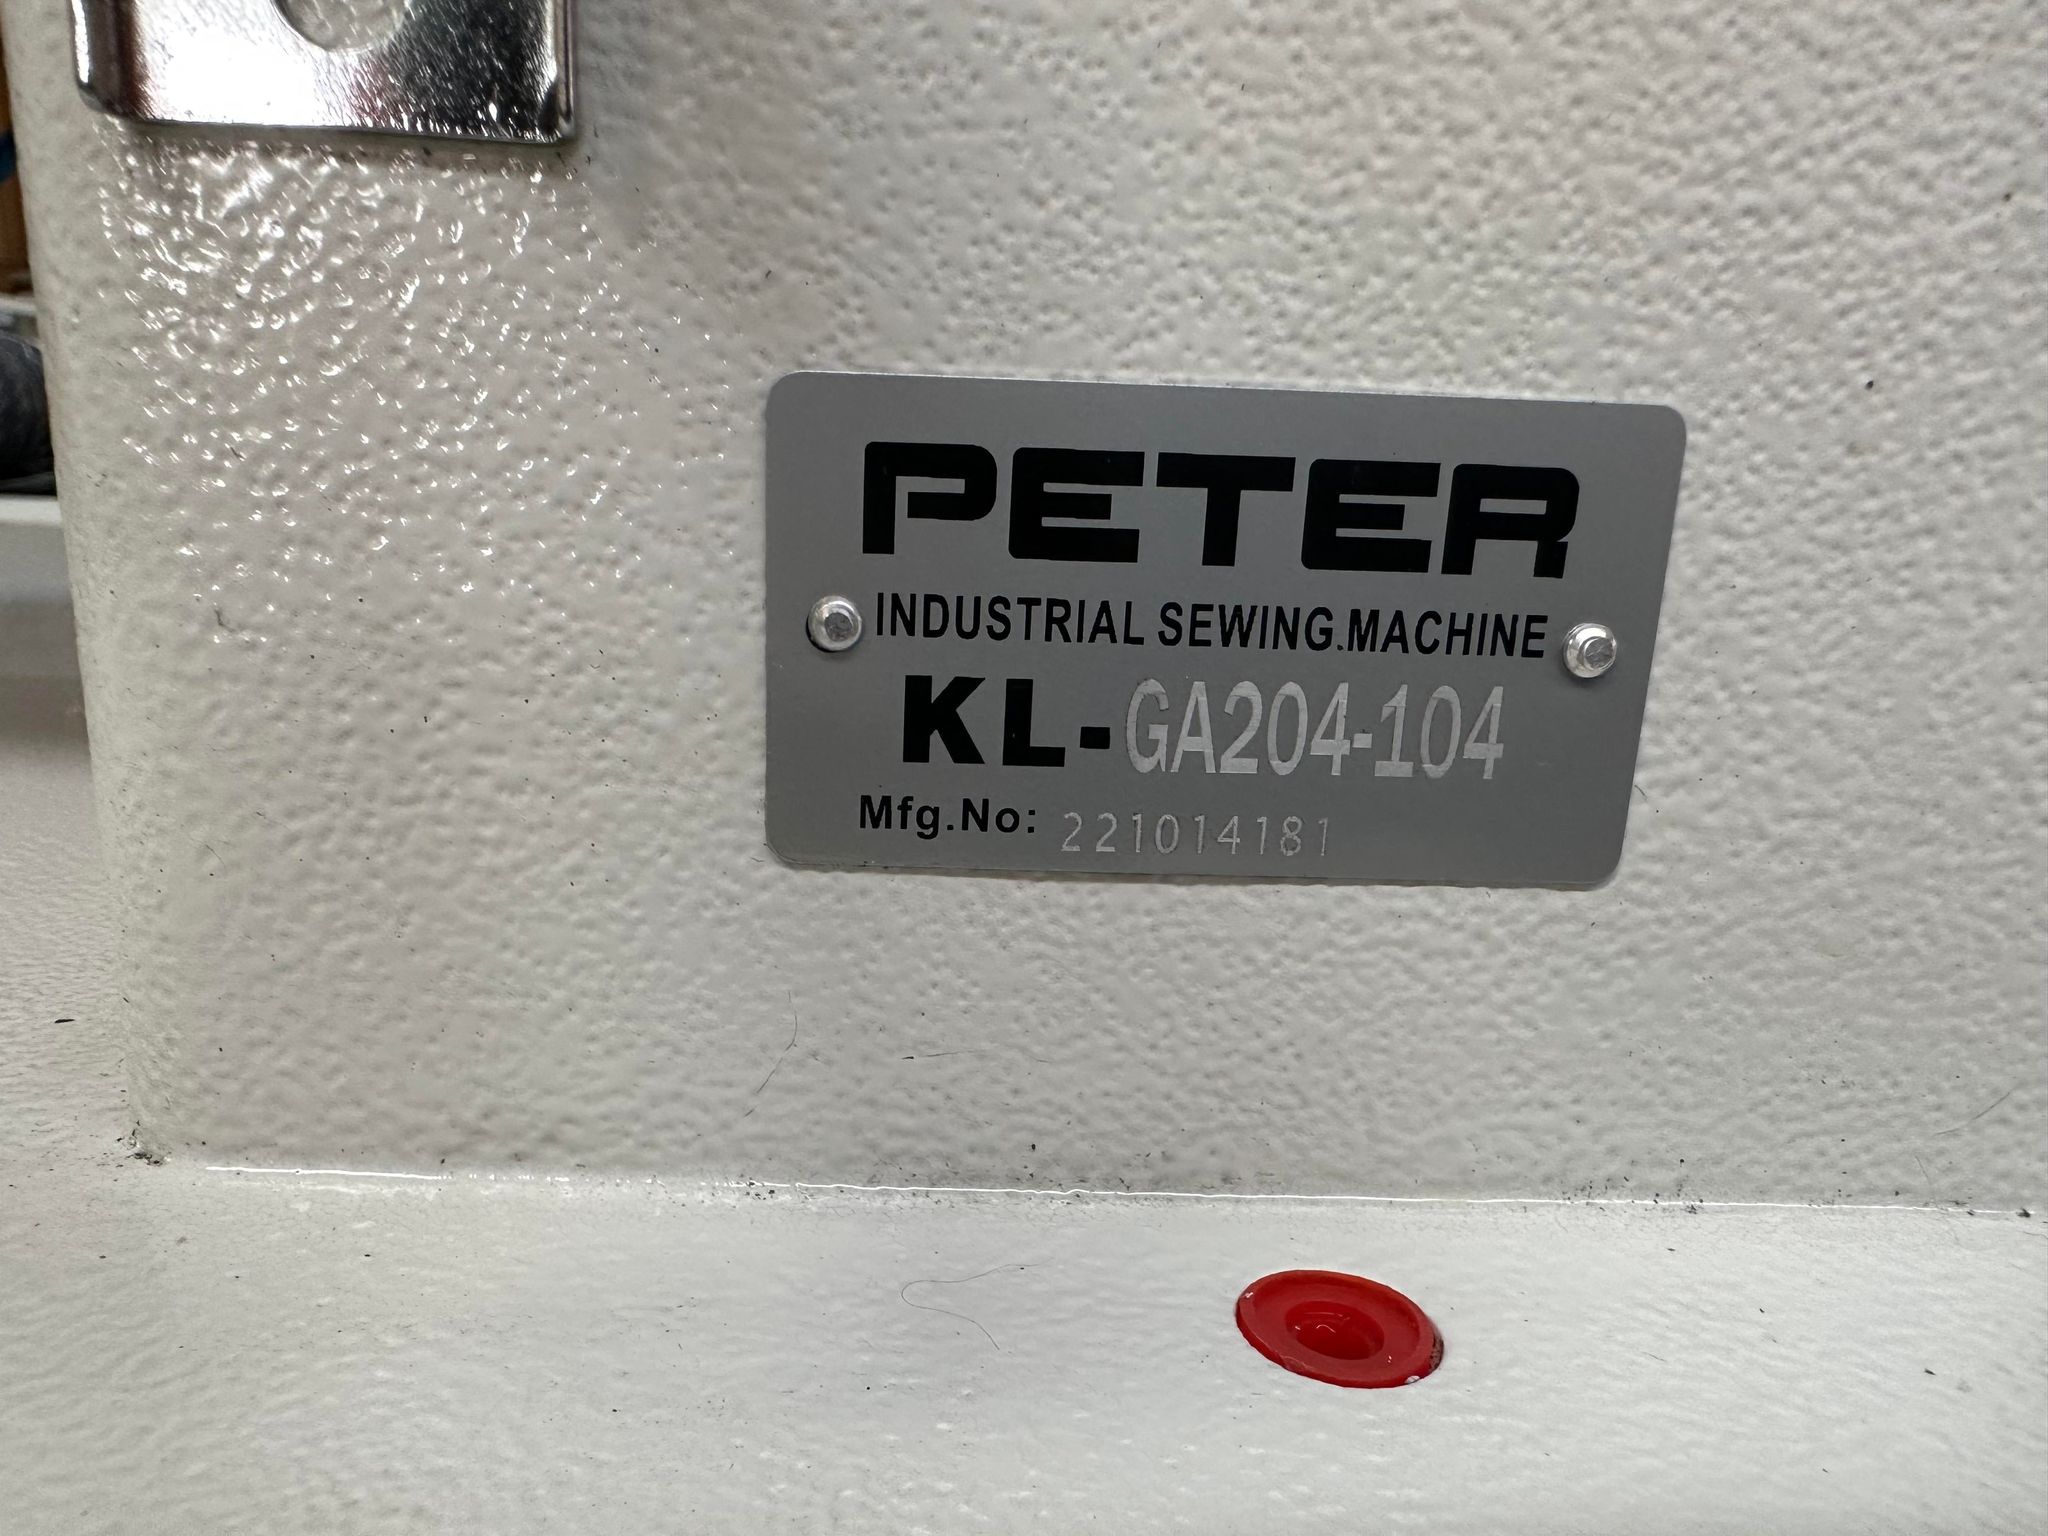 PETER
INDUSTRIAL SEWING.MACHINE
KL-GA204-104
Mfg.No: 221014181